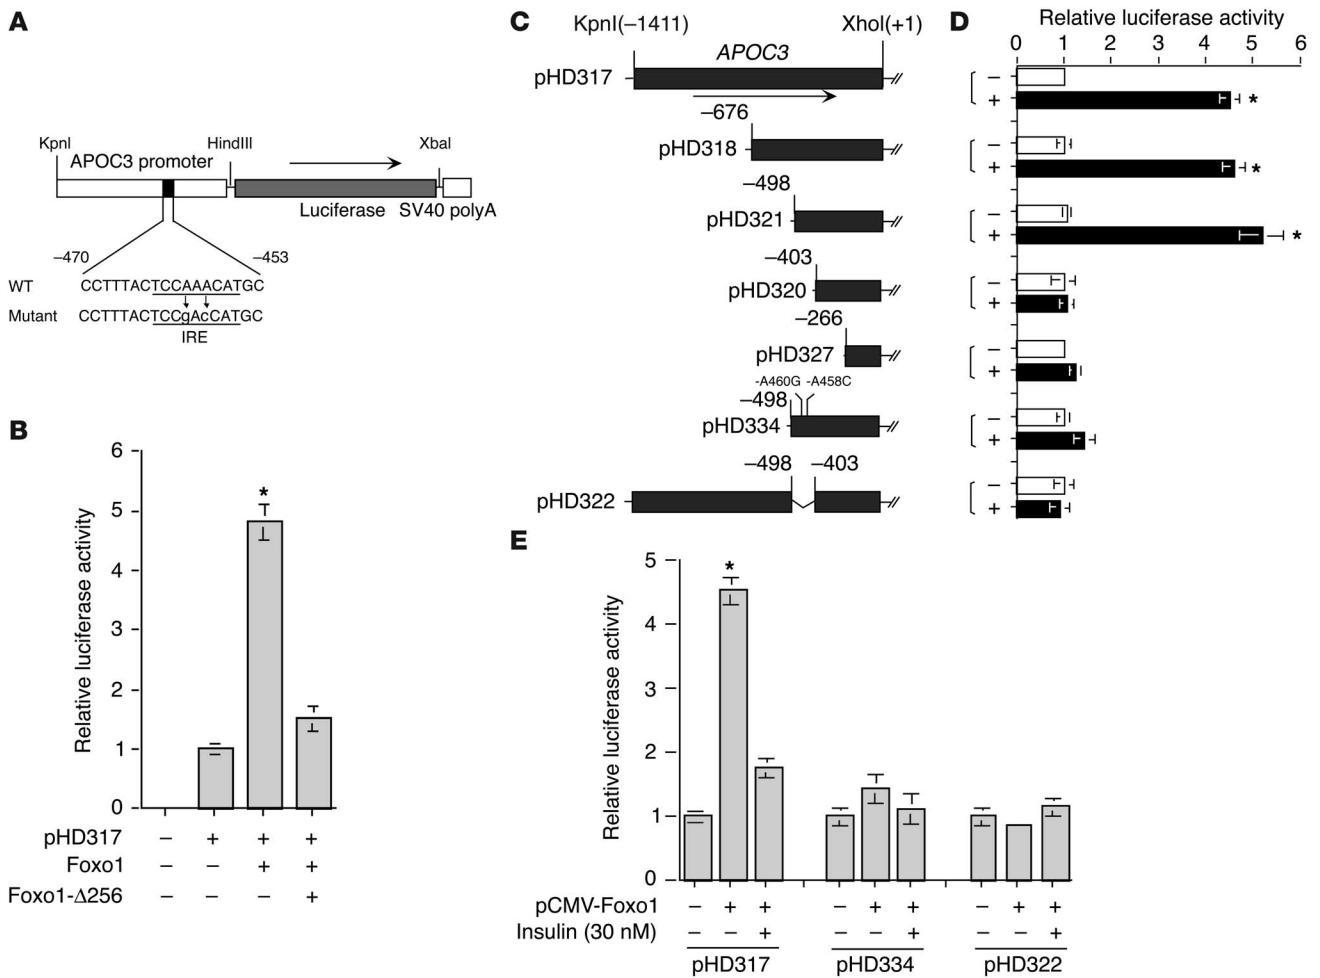 A
KpnI
HindIII
XbaI
APOC3 promoter
Luciferase
SV40 polyA
–470
–453
WT
CCTTTACTCCAAACATGC
Mutant
CCTTTACTCCgAcCATGC
IRE
B
Relative luciferase activity
6
5
4
3
2
1
0
*
pHD317 – + + +
Foxo1 – – + +
Foxo1-Δ256 – – – +
C
KpnI(–1411)
XhoI(+1)
APOC3
pHD317
–676
pHD318
–498
pHD321
–403
pHD320
–266
pHD327
-A460G -A458C
–498
pHD334
–498 –403
pHD322
D
Relative luciferase activity
0 1 2 3 4 5 6
–
+ *
–
+ *
–
+ *
–
+
–
+
–
+
–
+
E
Relative luciferase activity
5
4
3
2
1
0
*
pCMV-Foxo1 – + + – + + – + +
Insulin (30 nM) – – + – – + – – +
pHD317 pHD334 pHD322